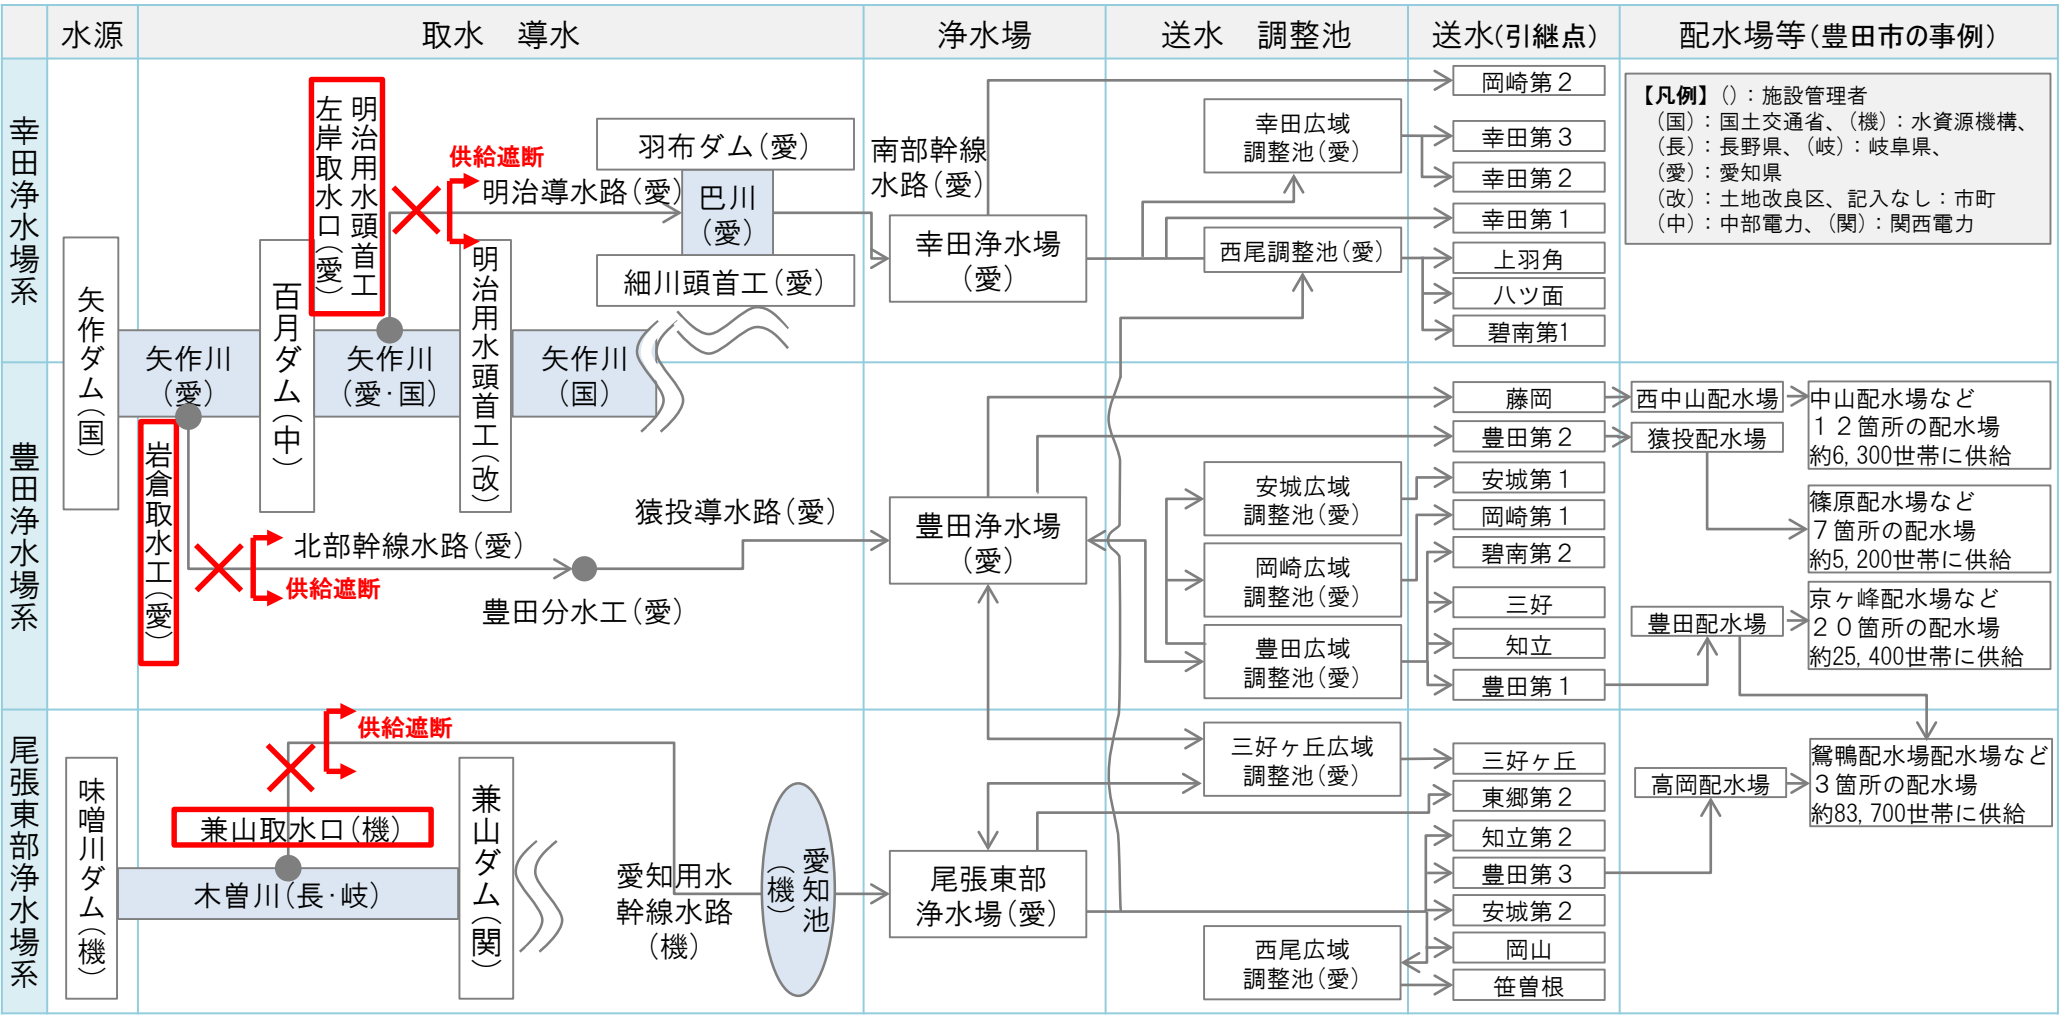 水源
取水　導水
浄水場
送水　調整池
送水(引継点)
配水場等(豊田市の事例)
幸田浄水場系
矢作ダム(国)
矢作川
(愛)
百月ダム(中)
明治用水頭首工
左岸取水口(愛)
供給遮断
明治導水路(愛)
矢作川
(愛・国)
明治用水頭首工(改)
矢作川
(国)
羽布ダム(愛)
巴川
(愛)
細川頭首工(愛)
南部幹線
水路(愛)
幸田浄水場
(愛)
幸田広域
調整池(愛)
西尾調整池(愛)
岡崎第2
幸田第3
幸田第2
幸田第1
上羽角
八ツ面
碧南第1
【凡例】()：施設管理者
(国)：国土交通省、(機)：水資源機構、
(長)：長野県、(岐)：岐阜県、
(愛)：愛知県
(改)：土地改良区、記入なし：市町
(中)：中部電力、(関)：関西電力
豊田浄水場系
岩倉取水工(愛)
北部幹線水路(愛)
供給遮断
豊田分水工(愛)
猿投導水路(愛)
豊田浄水場
(愛)
安城広域
調整池(愛)
岡崎広域
調整池(愛)
豊田広域
調整池(愛)
藤岡
豊田第2
安城第1
岡崎第1
碧南第2
三好
知立
豊田第1
西中山配水場
猿投配水場
豊田配水場
中山配水場など
１２箇所の配水場
約6,300世帯に供給
篠原配水場など
７箇所の配水場
約5,200世帯に供給
京ヶ峰配水場など
２０箇所の配水場
約25,400世帯に供給
尾張東部浄水場系
味噌川ダム(機)
供給遮断
兼山取水口(機)
木曽川(長・岐)
兼山ダム(関)
愛知用水
幹線水路
(機)
愛知池
(機)
尾張東部
浄水場(愛)
三好ヶ丘広域
調整池(愛)
西尾広域
調整池(愛)
三好ヶ丘
東郷第2
知立第2
豊田第3
安城第2
岡山
笹曽根
高岡配水場
鴛鴨配水場配水場など
３箇所の配水場
約83,700世帯に供給